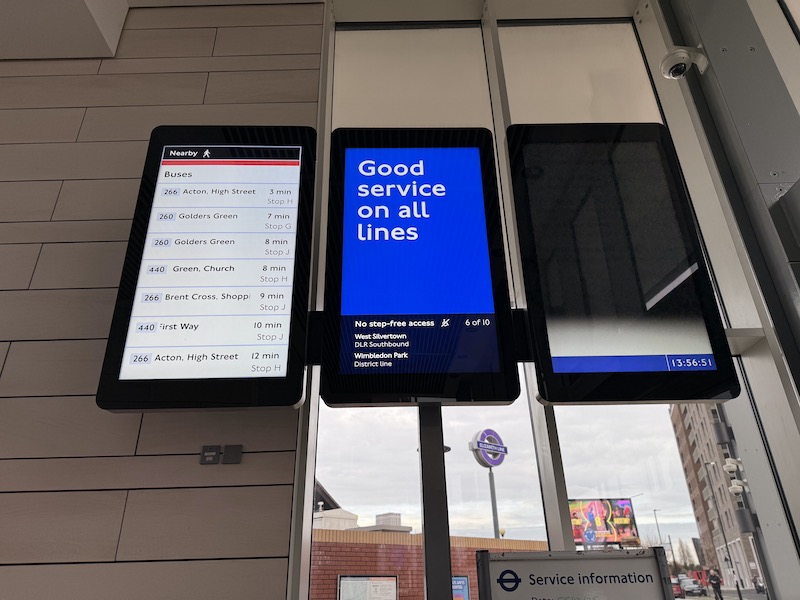 Nearby
Buses
266 Acton, High Street 3 min
Stop H
260 Golders Green 7 min
Stop G
260 Golders Green 8 min
Stop J
440 Green, Church 8 min
Stop H
266 Brent Cross, Shoppi 9 min
Stop J
440 First Way 10 min
Stop J
266 Acton, High Street 12 min
Stop H
Good
service
on all
lines
No step-free access 6 of 10
West Silvertown
DLR Southbound
Wimbledon Park
District line
13:56:51
ELIZABETH LINE
Service information